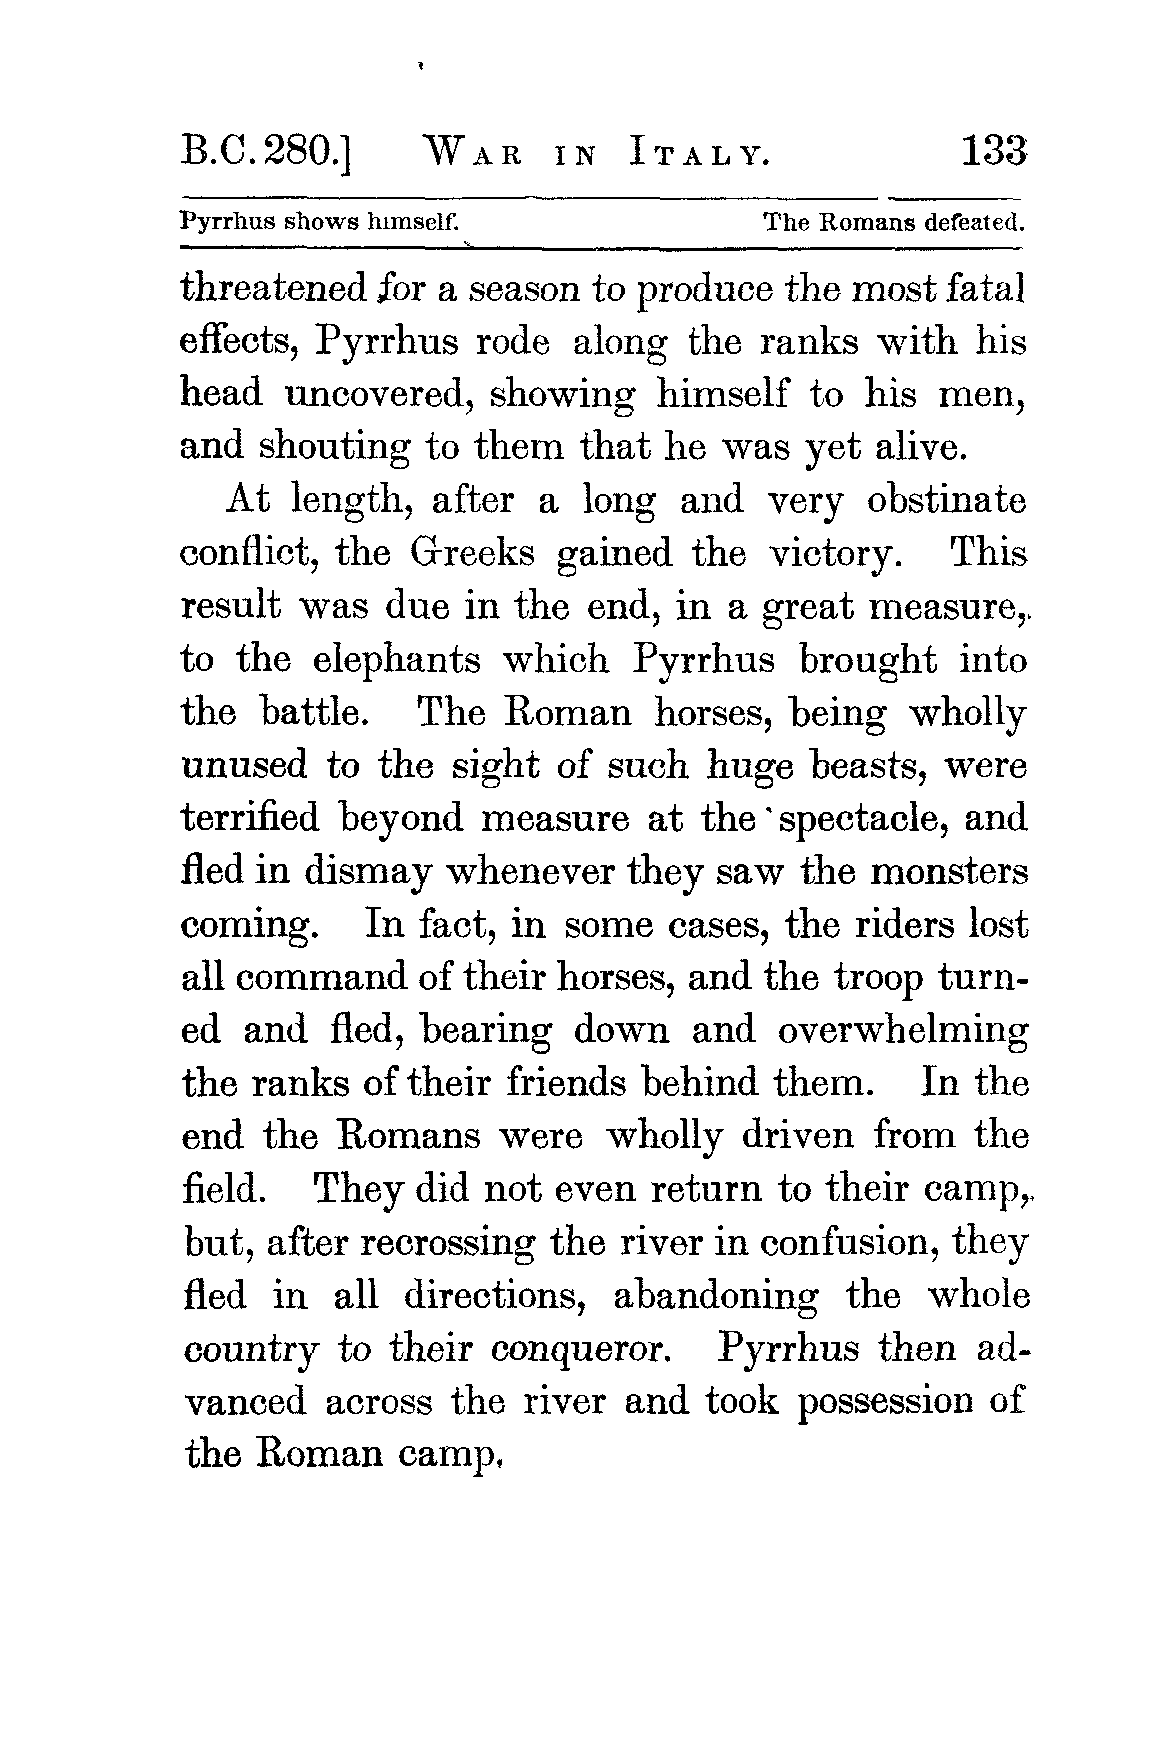 B.C. 280.] WAR IN ITALY. 133
Pyrrhus shows himself. The Romans defeated.
threatened for a season to produce the most fatal
effects, Pyrrhus rode along the ranks with his
head uncovered, showing himself to his men,
and shouting to them that he was yet alive.
At length, after a long and very obstinate
conflict, the Greeks gained the victory. This
result was due in the end, in a great measure,
to the elephants which Pyrrhus brought into
the battle. The Roman horses, being wholly
unused to the sight of such huge beasts, were
terrified beyond measure at the spectacle, and
fled in dismay whenever they saw the monsters
coming. In fact, in some cases, the riders lost
all command of their horses, and the troop turn-
ed and fled, bearing down and overwhelming
the ranks of their friends behind them. In the
end the Romans were wholly driven from the
field. They did not even return to their camp,
but, after recrossing the river in confusion, they
fled in all directions, abandoning the whole
country to their conqueror. Pyrrhus then ad-
vanced across the river and took possession of
the Roman camp.